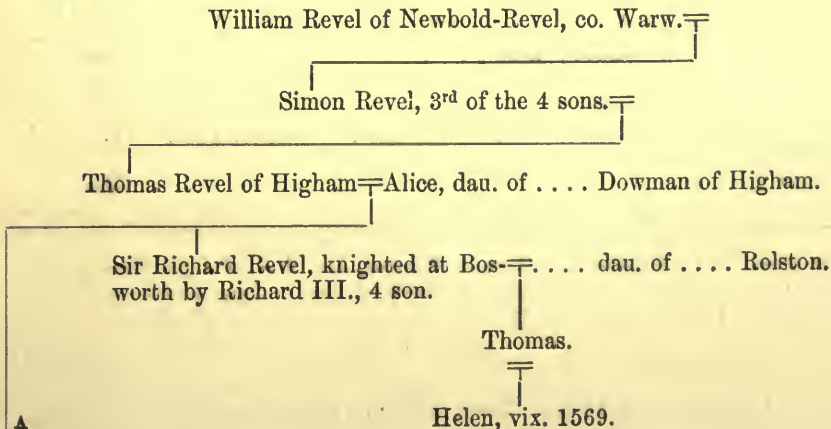 William Revel of Newbold-Revel, co. Warw.
Simon Revel, 3rd of the 4 sons.
Thomas Revel of Higham Alice, dau. of .... Dowman of Higham.
Sir Richard Revel, knighted at Bos- .... dau. of .... Rolston.
worth by Richard III., 4 son.
Thomas.
A Helen, vix. 1569.